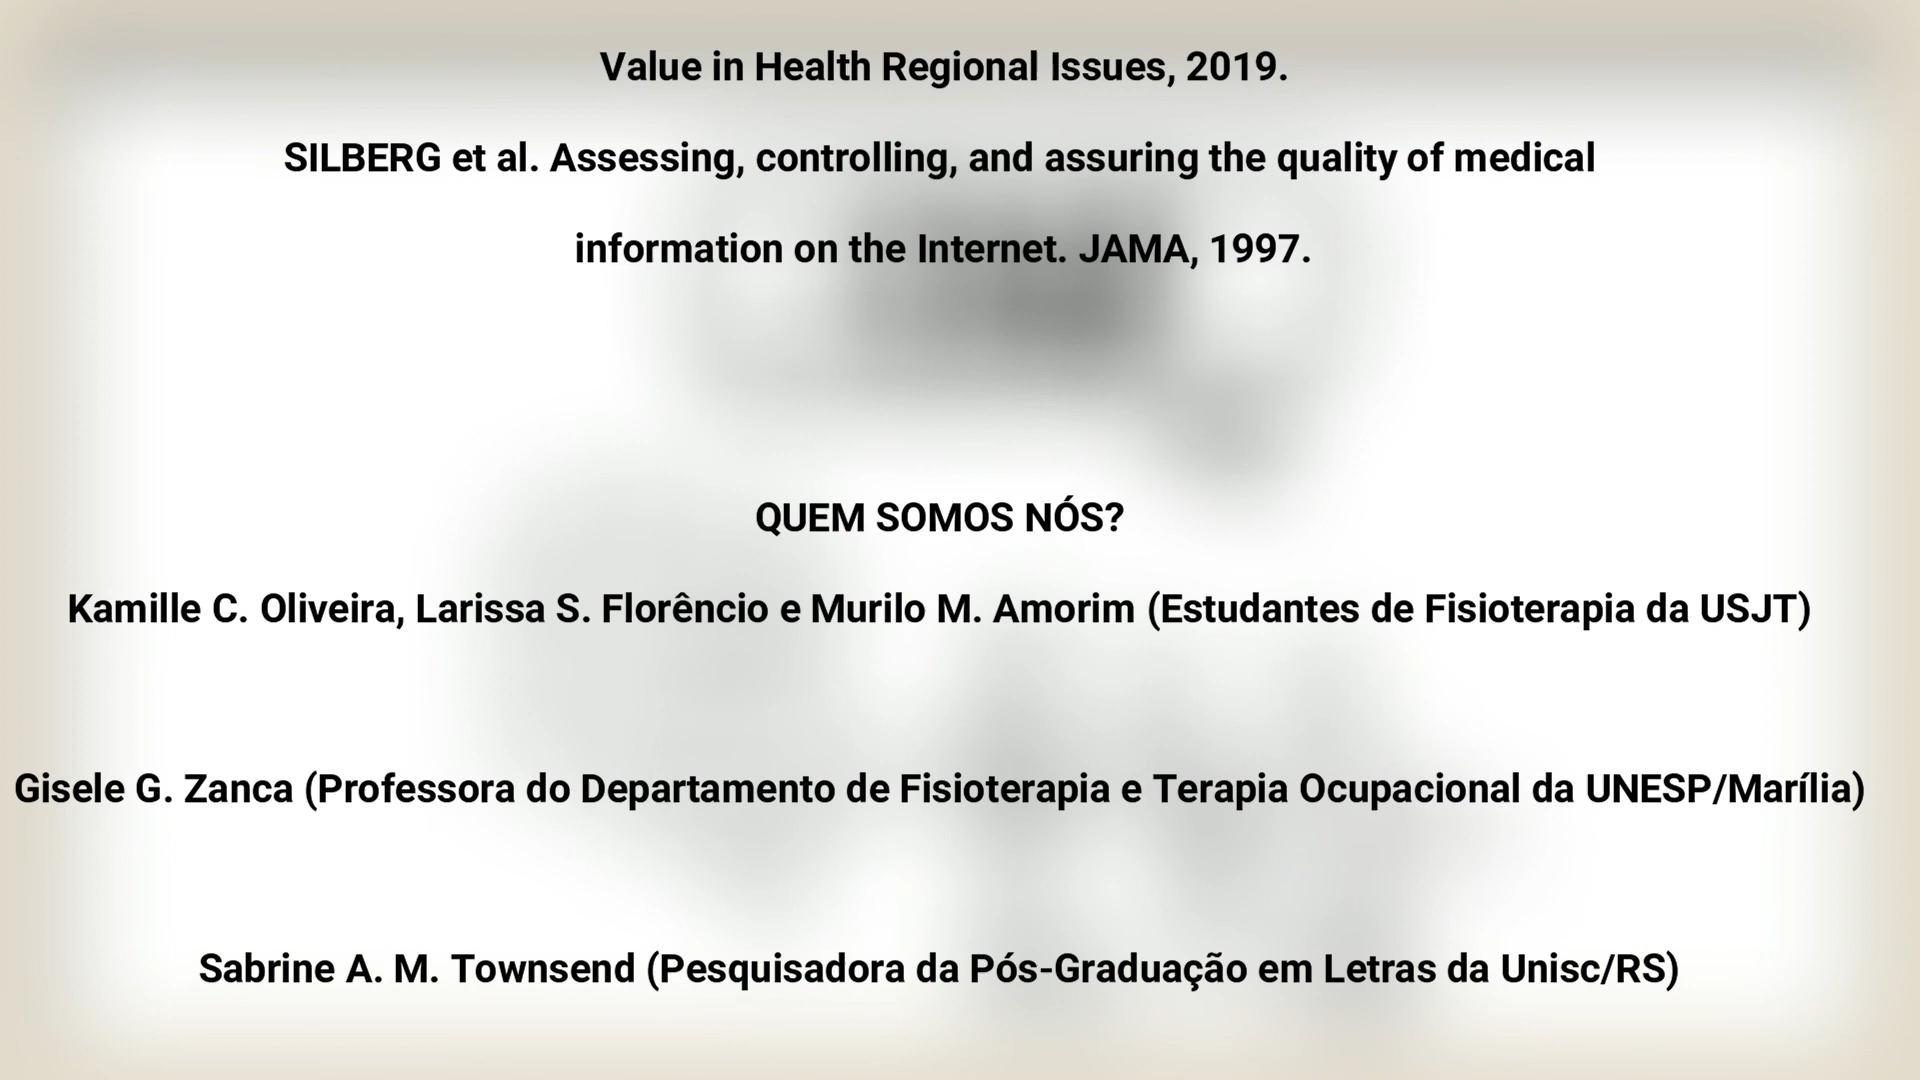 Value in Health Regional Issues, 2019.
SILBERG et al. Assessing, controlling, and assuring the quality of medical
information on the Internet. JAMA, 1997.
QUEM SOMOS NÓS?
Kamille C. Oliveira, Larissa S. Florêncio e Murilo M. Amorim (Estudantes de Fisioterapia da USJT)
Gisele G. Zanca (Professora do Departamento de Fisioterapia e Terapia Ocupacional da UNESP/Marília)
Sabrine A. M. Townsend (Pesquisadora da Pós-Graduação em Letras da Unisc/RS)